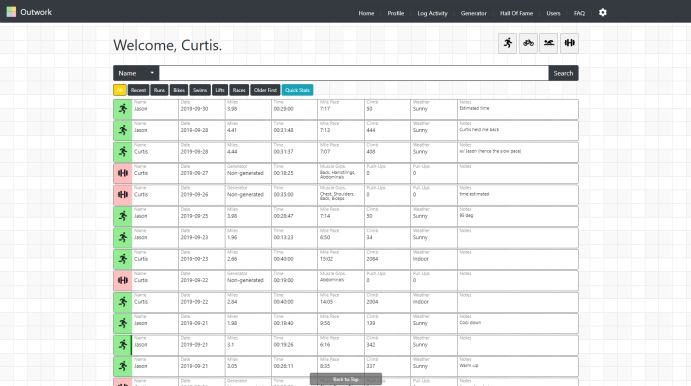 Outwork
Home Profile Log Activity Generator Hall Of Fame Users FAQ
Welcome, Curtis.
Name Search
All Recent Runs Bikes Swims Lifts Races Older First Quick Stats
Name Date Miles Time Mile Pace Climb Weather Notes
Jason 2019-09-30 3.98 00:29:00 7:17 50 Sunny Estimated time
Name Date Miles Time Mile Pace Climb Weather Notes
Jason 2019-09-28 4.41 00:31:48 7:13 444 Sunny Curtis held me back
Name Date Miles Time Mile Pace Climb Weather Notes
Curtis 2019-09-28 4.44 00:31:37 7:07 408 Sunny w/ Jason (hence the slow pace)
Name Date Generator Time Muscle Grps. Push-Ups Pull-Ups Notes
Curtis 2019-09-27 Non-generated 00:18:25 Back, Hamstrings, Abdominals 0 0
Name Date Generator Time Muscle Grps. Push-Ups Pull-Ups Notes
Curtis 2019-09-26 Non-generated 00:35:00 Chest, Shoulders, Back, Biceps 0 0 time estimated
Name Date Miles Time Mile Pace Climb Weather Notes
Jason 2019-09-25 3.98 00:28:47 7:14 50 Sunny 95 deg
Name Date Miles Time Mile Pace Climb Weather Notes
Jason 2019-09-23 1.96 00:13:23 6:50 34 Sunny
Name Date Miles Time Mile Pace Climb Weather Notes
Curtis 2019-09-23 2.66 00:40:00 15:02 2084 Indoor
Name Date Generator Time Muscle Grps. Push-Ups Pull-Ups Notes
Curtis 2019-09-22 Non-generated 00:19:00 Abdominals 0 0
Name Date Miles Time Mile Pace Climb Weather Notes
Curtis 2019-09-22 2.84 00:40:00 14:05 2004 Indoor
Name Date Miles Time Mile Pace Climb Weather Notes
Jason 2019-09-21 1.98 00:19:40 9:56 139 Sunny Cool down
Name Date Miles Time Mile Pace Climb Weather Notes
Jason 2019-09-21 3.1 00:19:26 6:16 342 Sunny
Name Date Miles Time Mile Pace Climb Weather Notes
Jason 2019-09-21 3.05 00:26:11 8:35 337 Sunny Warm up
Name Date Generator Push-Ups Pull-Ups Notes
Back to Top